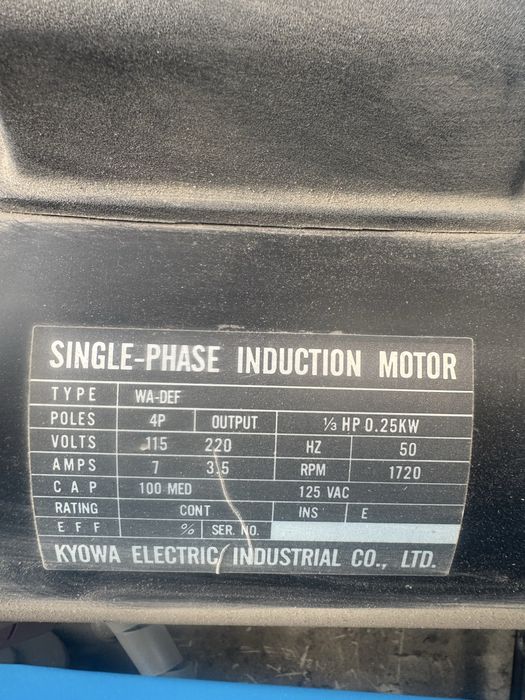 SINGLE-PHASE INDUCTION MOTOR
TYPE WA-DEF
POLES 4P OUTPUT ⅓ HP 0.25KW
VOLTS 115 220 HZ 50
AMPS 7 3.5 RPM 1720
CAP 100 MED 125 VAC
RATING CONT INS E
EFF % SER. NO.
KYOWA ELECTRIC INDUSTRIAL CO., LTD.